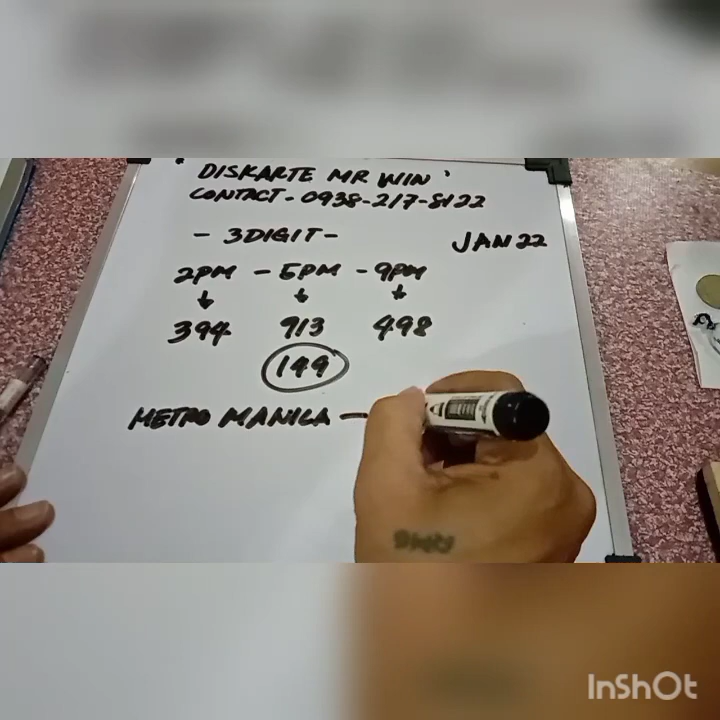 DISKARTE MR WIN'
CONTACT - 0938-217-8122
- 3DIGIT -
JAN 22
2PM - 5PM - 9PM
394 913 498
199
METRO MANILA -
InShOt